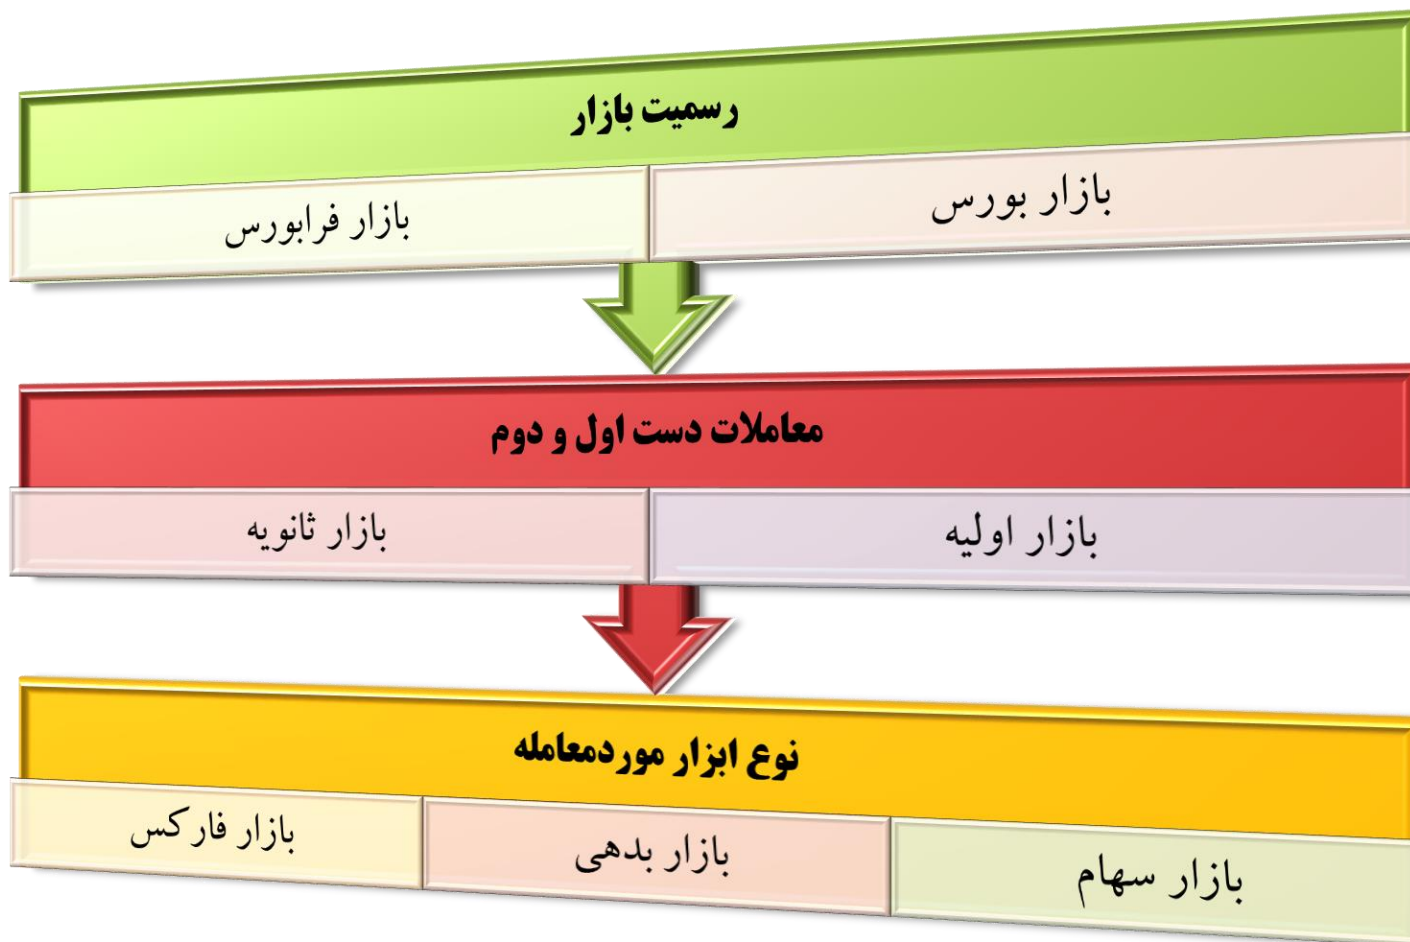 رسمیت بازار
بازار بورس
بازار فرابورس
معاملات دست اول و دوم
بازار اولیه
بازار ثانویه
نوع ابزار موردمعامله
بازار سهام
بازار بدهی
بازار فارکس